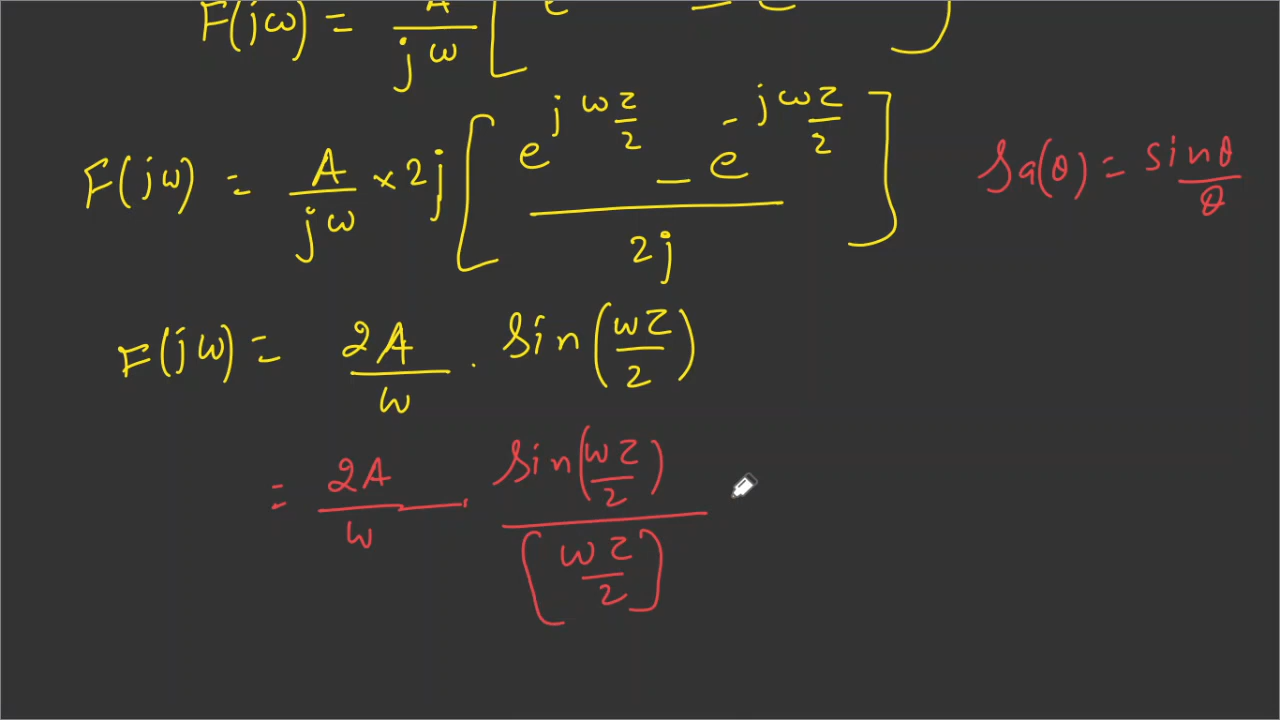 F(jω) = A/jω [ e − e ]
F(jω) = A/jω × 2j [ (e^(jωτ/2) − e^(-jωτ/2)) / 2j ]
Sa(θ) = sinθ/θ
F(jω) = 2A/ω . Sin(ωτ/2)
= 2A/ω . Sin(ωτ/2) / [ωτ/2]